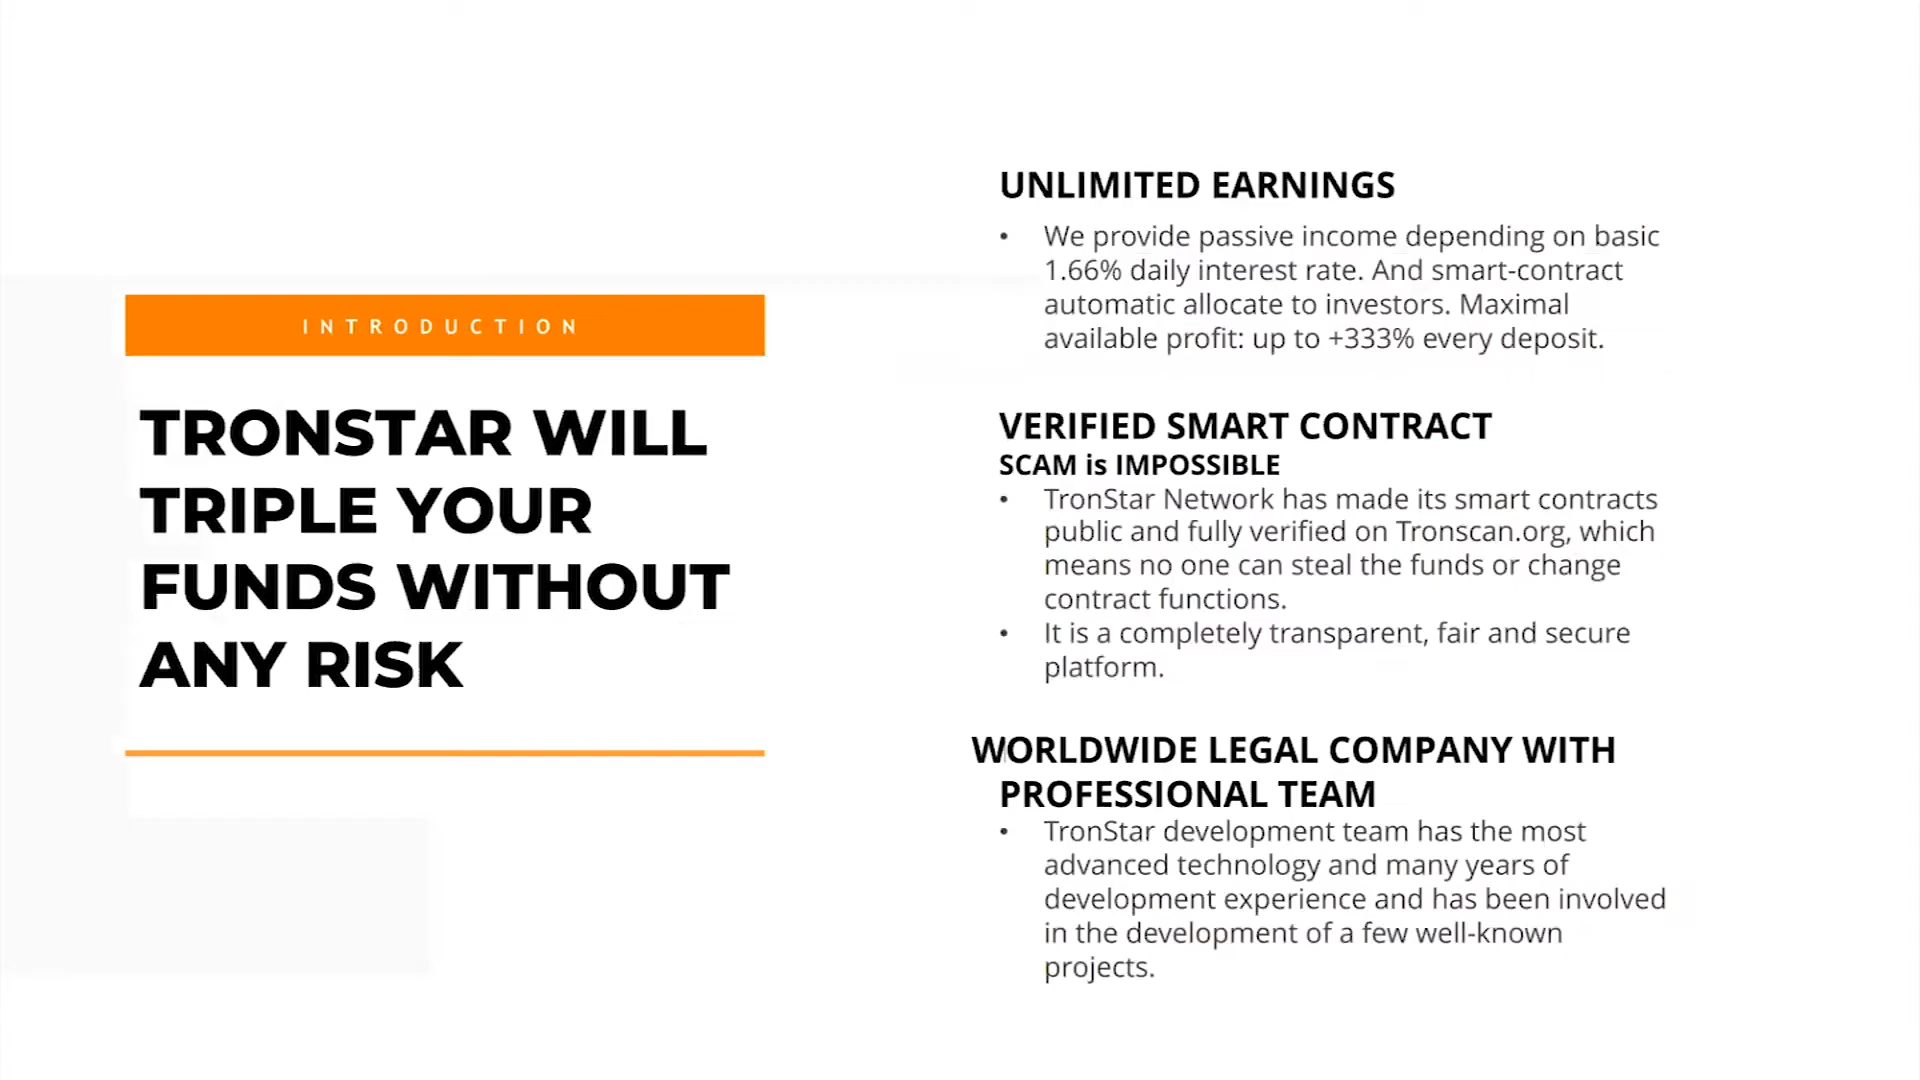 INTRODUCTION
TRONSTAR WILL
TRIPLE YOUR
FUNDS WITHOUT
ANY RISK
UNLIMITED EARNINGS
• We provide passive income depending on basic
1.66% daily interest rate. And smart-contract
automatic allocate to investors. Maximal
available profit: up to +333% every deposit.
VERIFIED SMART CONTRACT
SCAM is IMPOSSIBLE
• TronStar Network has made its smart contracts
public and fully verified on Tronscan.org, which
means no one can steal the funds or change
contract functions.
• It is a completely transparent, fair and secure
platform.
WORLDWIDE LEGAL COMPANY WITH
PROFESSIONAL TEAM
• TronStar development team has the most
advanced technology and many years of
development experience and has been involved
in the development of a few well-known
projects.